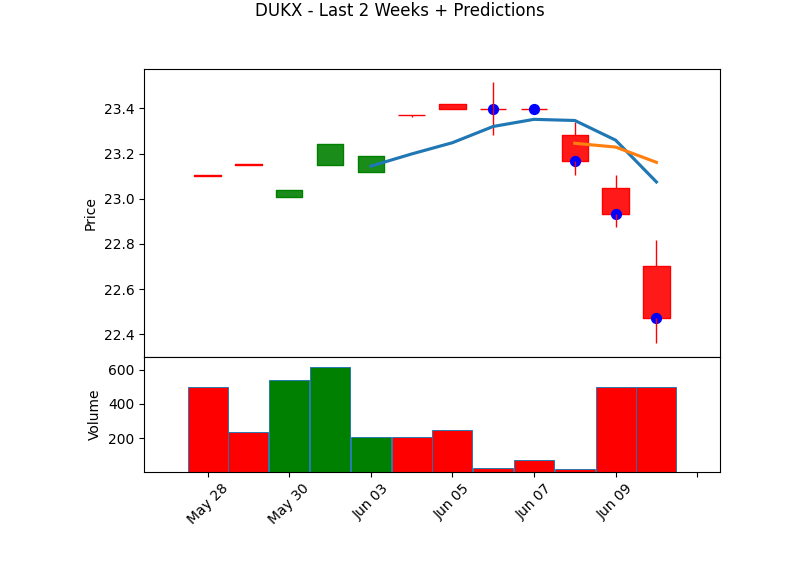 DUKX - Last 2 Weeks + Predictions
23.4
23.2
23.0
22.8
22.6
22.4
Price
600
400
200
Volume
May 28
May 30
Jun 03
Jun 05
Jun 07
Jun 09